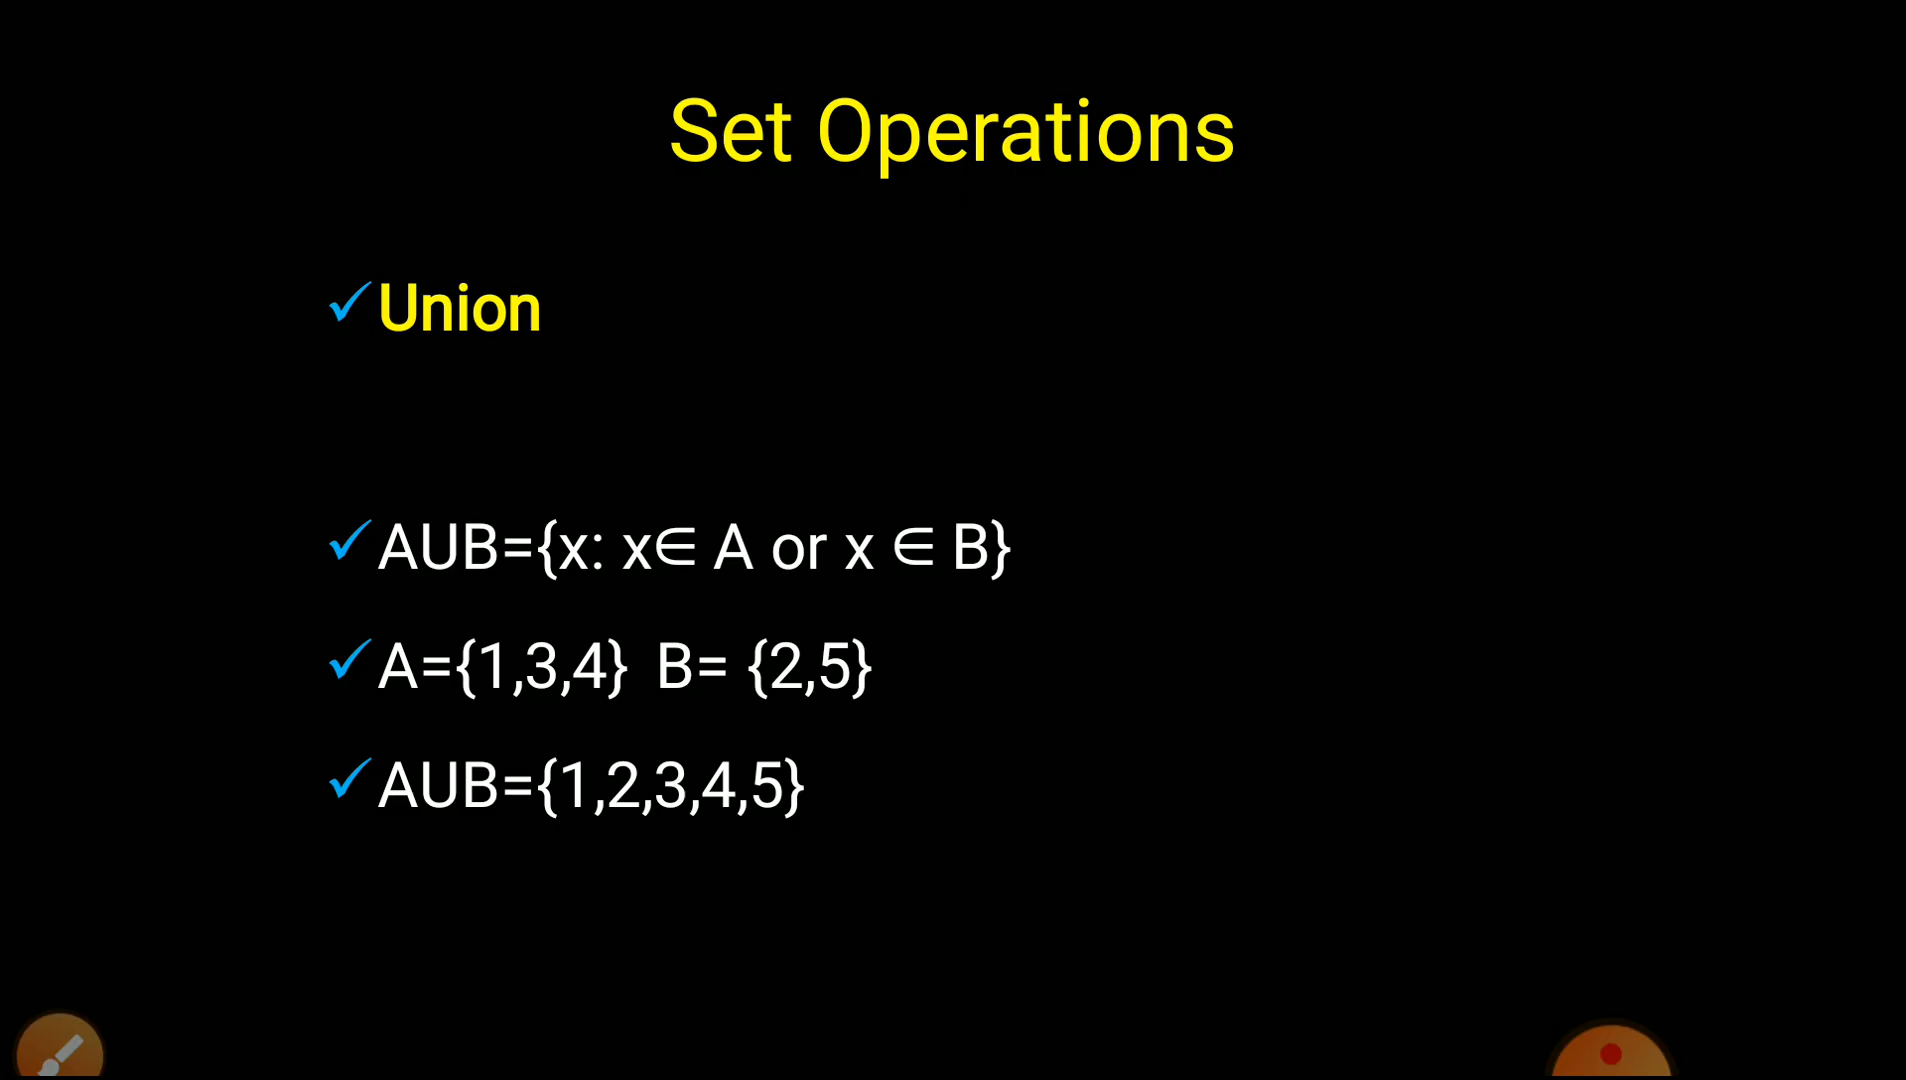 Set Operations
Union
AUB={x: x∈ A or x ∈ B}
A={1,3,4}  B= {2,5}
AUB={1,2,3,4,5}